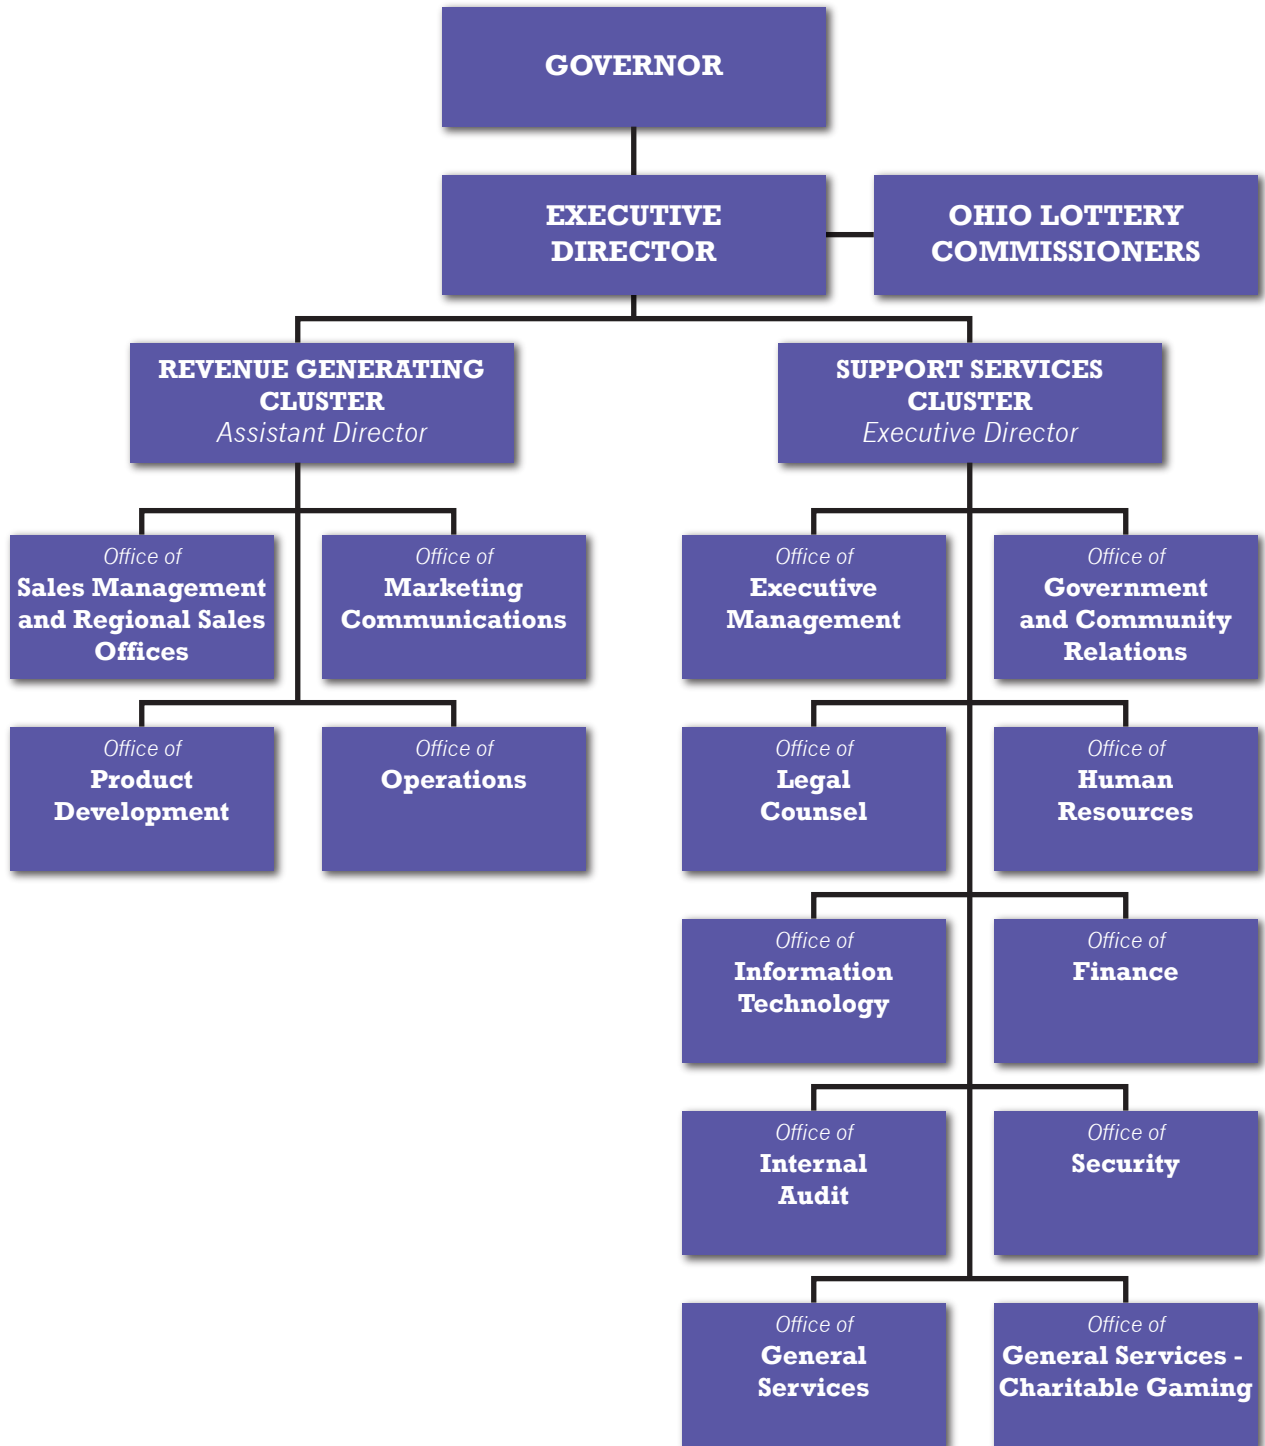 GOVERNOR
EXECUTIVE
DIRECTOR
OHIO LOTTERY
COMMISSIONERS
REVENUE GENERATING
CLUSTER
Assistant Director
SUPPORT SERVICES
CLUSTER
Executive Director
Office of
Sales Management
and Regional Sales
Offices
Office of
Marketing
Communications
Office of
Executive
Management
Office of
Government
and Community
Relations
Office of
Product
Development
Office of
Operations
Office of
Legal
Counsel
Office of
Human
Resources
Office of
Information
Technology
Office of
Finance
Office of
Internal
Audit
Office of
Security
Office of
General
Services
Office of
General Services -
Charitable Gaming